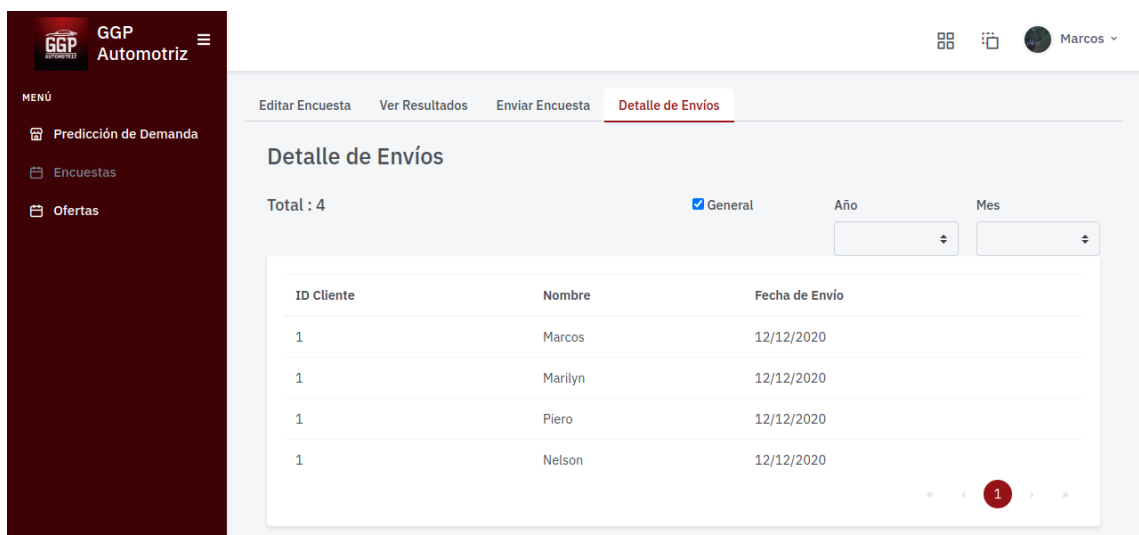 GGP
AUTOMOTRIZ
GGP
Automotriz
Marcos
MENÚ
Predicción de Demanda
Encuestas
Ofertas
Editar Encuesta Ver Resultados Enviar Encuesta Detalle de Envíos
Detalle de Envíos
Total : 4 General Año Mes
ID Cliente Nombre Fecha de Envío
1 Marcos 12/12/2020
1 Marilyn 12/12/2020
1 Piero 12/12/2020
1 Nelson 12/12/2020
« ‹ 1 › »